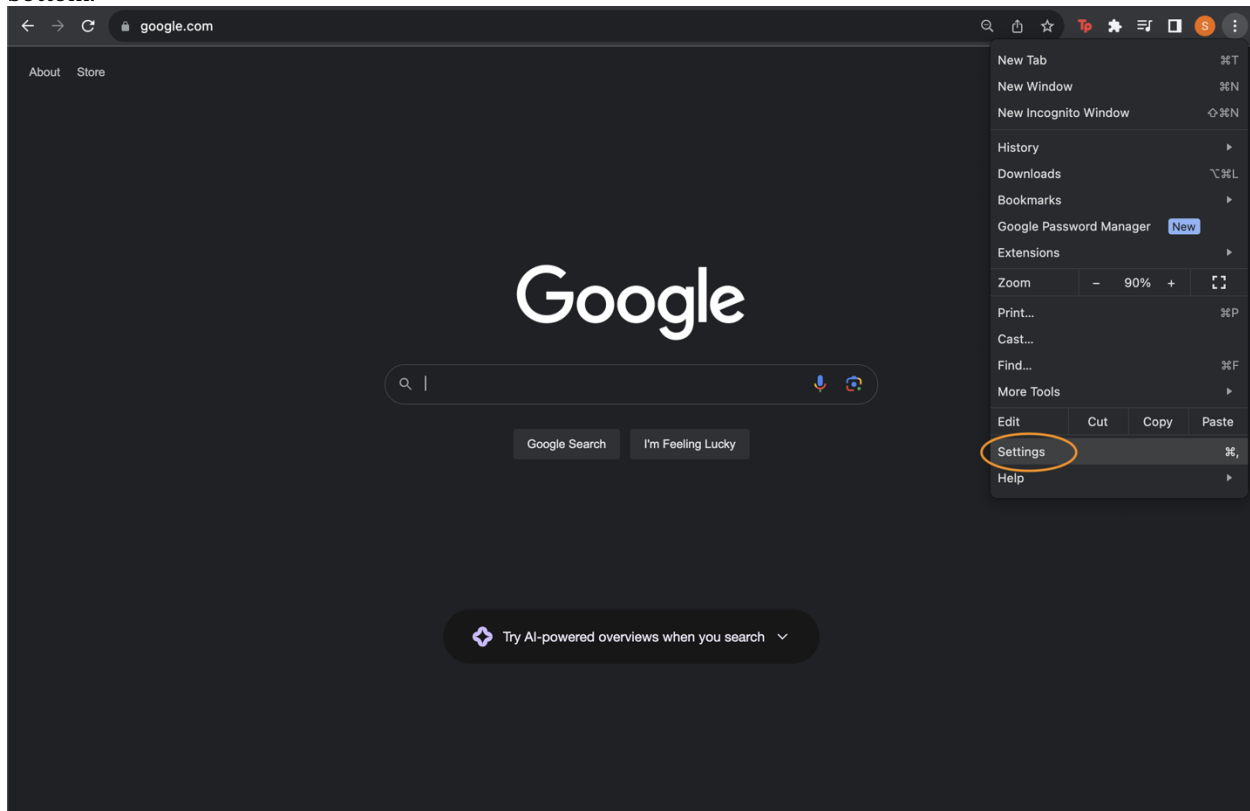 google.com
Tp
S
About Store
New Tab ⌘T
New Window ⌘N
New Incognito Window ⇧⌘N
History
Downloads ⌥⌘L
Bookmarks
Google Password Manager New
Extensions
Zoom − 90% +
Print... ⌘P
Cast...
Find... ⌘F
More Tools
Edit Cut Copy Paste
Settings ⌘,
Help
Google
Google Search I'm Feeling Lucky
Try AI-powered overviews when you search